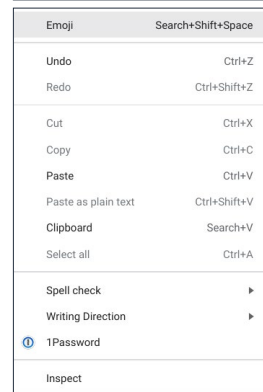 Emoji Search+Shift+Space
Undo Ctrl+Z
Redo Ctrl+Shift+Z
Cut Ctrl+X
Copy Ctrl+C
Paste Ctrl+V
Paste as plain text Ctrl+Shift+V
Clipboard Search+V
Select all Ctrl+A
Spell check
Writing Direction
1Password
Inspect